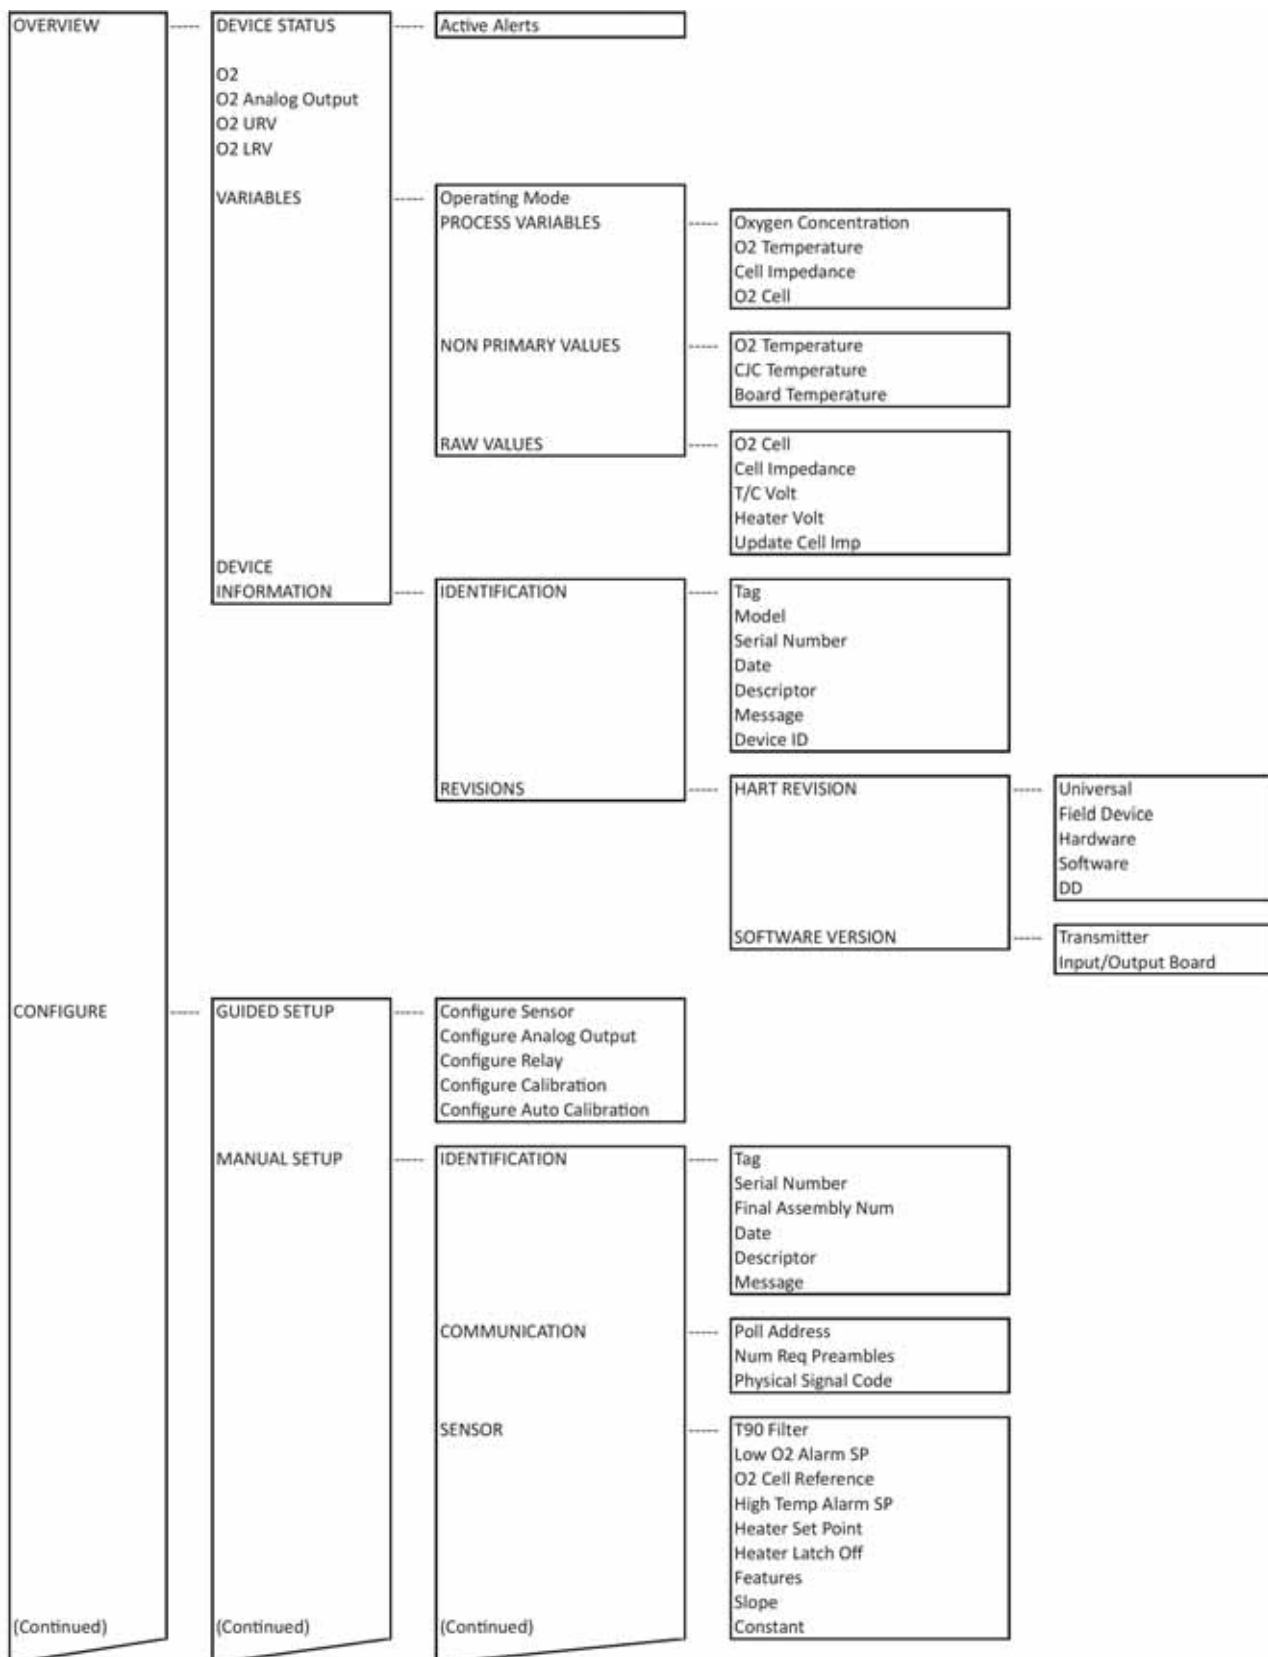 OVERVIEW ----- DEVICE STATUS ----- Active Alerts
O2
O2 Analog Output
O2 URV
O2 LRV
VARIABLES ----- Operating Mode
PROCESS VARIABLES ----- Oxygen Concentration
O2 Temperature
Cell Impedance
O2 Cell
NON PRIMARY VALUES ----- O2 Temperature
CJC Temperature
Board Temperature
RAW VALUES ----- O2 Cell
Cell Impedance
T/C Volt
Heater Volt
Update Cell Imp
DEVICE
INFORMATION ----- IDENTIFICATION ----- Tag
Model
Serial Number
Date
Descriptor
Message
Device ID
REVISIONS ----- HART REVISION ----- Universal
Field Device
Hardware
Software
DD
SOFTWARE VERSION ----- Transmitter
Input/Output Board
CONFIGURE ----- GUIDED SETUP ----- Configure Sensor
Configure Analog Output
Configure Relay
Configure Calibration
Configure Auto Calibration
MANUAL SETUP ----- IDENTIFICATION ----- Tag
Serial Number
Final Assembly Num
Date
Descriptor
Message
COMMUNICATION ----- Poll Address
Num Req Preambles
Physical Signal Code
SENSOR ----- T90 Filter
Low O2 Alarm SP
O2 Cell Reference
High Temp Alarm SP
Heater Set Point
Heater Latch Off
Features
Slope
(Continued) (Continued) (Continued) Constant